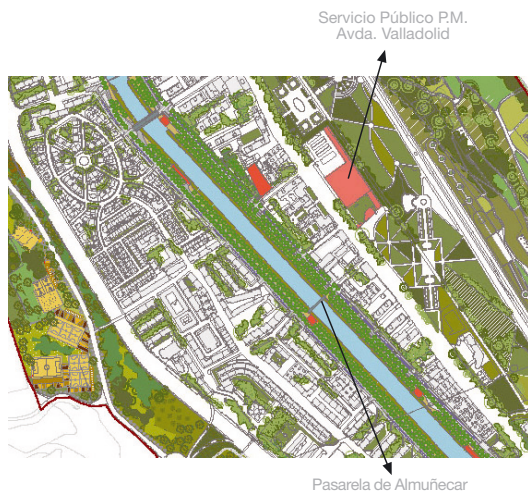 Servicio Público P.M.
Avda. Valladolid
Pasarela de Almuñecar